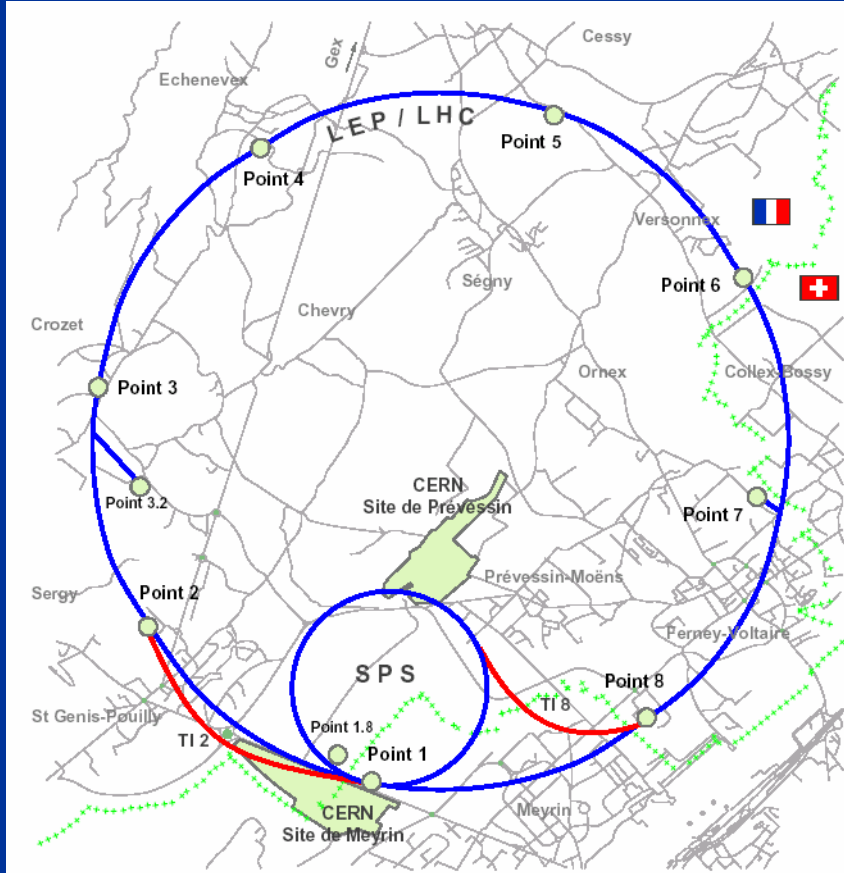 Cessy
Gex
Echenevex
LEP / LHC
Point 5
Point 4
Versonnex
Point 6
Ségny
Chevry
Crozet
Ornex
Collex-Bossy
Point 3
CERN
Site de Prévessin
Point 3.2
Point 7
Prévessin-Moëns
Sergy
Point 2
Ferney-Voltaire
SPS
Point 8
TI 8
St Genis-Pouilly
Point 1.8
TI 2
Point 1
CERN
Site de Meyrin
Meyrin